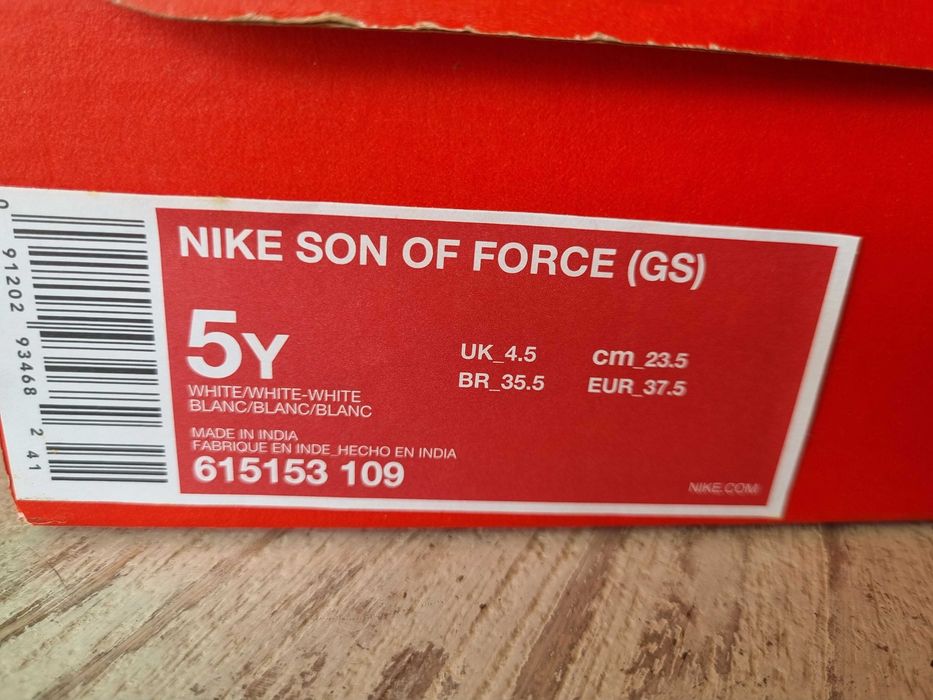 0 91202 93468 2 41
NIKE SON OF FORCE (GS)
5Y
UK_4.5 cm_23.5
BR_35.5 EUR_37.5
WHITE/WHITE-WHITE
BLANC/BLANC/BLANC
MADE IN INDIA
FABRIQUE EN INDE_HECHO EN INDIA
615153 109
NIKE.COM